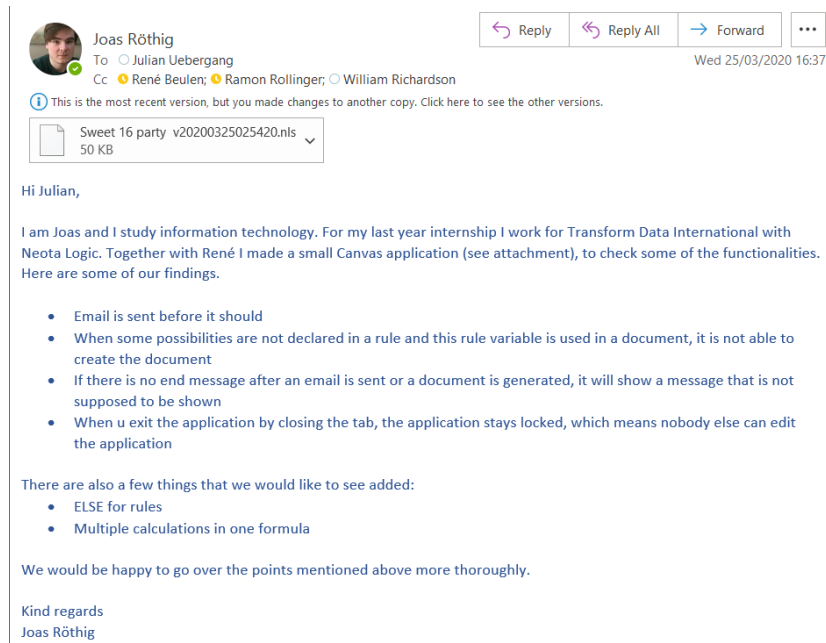 Joas Röthig
Reply
Reply All
Forward
To Julian Uebergang
Wed 25/03/2020 16:37
Cc René Beulen; Ramon Rollinger; William Richardson
This is the most recent version, but you made changes to another copy. Click here to see the other versions.
Sweet 16 party v20200325025420.nls
50 KB
Hi Julian,
I am Joas and I study information technology. For my last year internship I work for Transform Data International with
Neota Logic. Together with René I made a small Canvas application (see attachment), to check some of the functionalities.
Here are some of our findings.
• Email is sent before it should
• When some possibilities are not declared in a rule and this rule variable is used in a document, it is not able to
create the document
• If there is no end message after an email is sent or a document is generated, it will show a message that is not
supposed to be shown
• When u exit the application by closing the tab, the application stays locked, which means nobody else can edit
the application
There are also a few things that we would like to see added:
• ELSE for rules
• Multiple calculations in one formula
We would be happy to go over the points mentioned above more thoroughly.
Kind regards
Joas Röthig